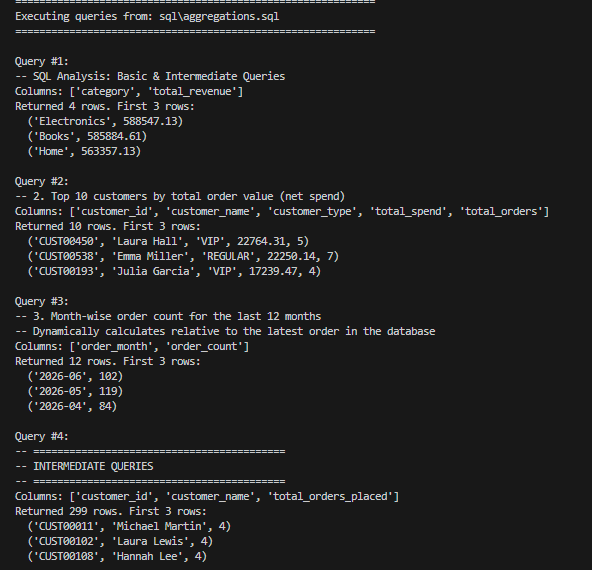 ============================================================
Executing queries from: sql\aggregations.sql
============================================================
Query #1:
-- SQL Analysis: Basic & Intermediate Queries
Columns: ['category', 'total_revenue']
Returned 4 rows. First 3 rows:
('Electronics', 588547.13)
('Books', 585884.61)
('Home', 563357.13)
Query #2:
-- 2. Top 10 customers by total order value (net spend)
Columns: ['customer_id', 'customer_name', 'customer_type', 'total_spend', 'total_orders']
Returned 10 rows. First 3 rows:
('CUST00450', 'Laura Hall', 'VIP', 22764.31, 5)
('CUST00538', 'Emma Miller', 'REGULAR', 22250.14, 7)
('CUST00193', 'Julia Garcia', 'VIP', 17239.47, 4)
Query #3:
-- 3. Month-wise order count for the last 12 months
-- Dynamically calculates relative to the latest order in the database
Columns: ['order_month', 'order_count']
Returned 12 rows. First 3 rows:
('2026-06', 102)
('2026-05', 119)
('2026-04', 84)
Query #4:
-- ==========================================
-- INTERMEDIATE QUERIES
-- ==========================================
Columns: ['customer_id', 'customer_name', 'total_orders_placed']
Returned 299 rows. First 3 rows:
('CUST00011', 'Michael Martin', 4)
('CUST00102', 'Laura Lewis', 4)
('CUST00108', 'Hannah Lee', 4)